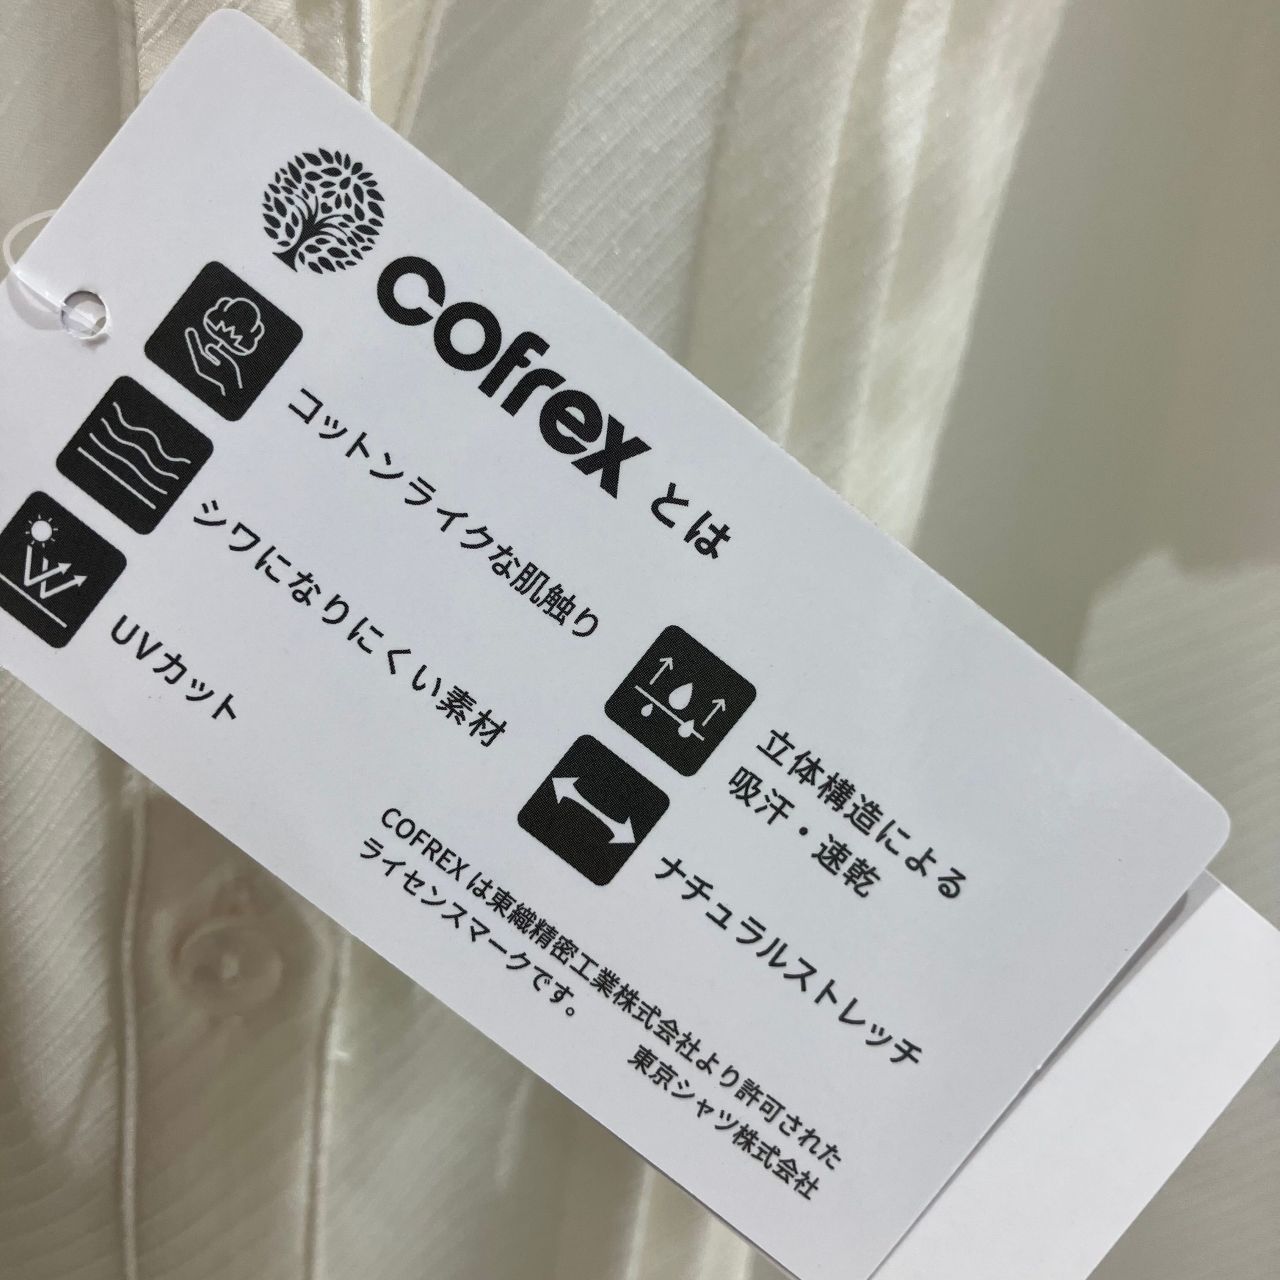 cofrex とは
コットンライクな肌触り
シワになりにくい素材
UVカット
立体構造による
吸汗・速乾
ナチュラルストレッチ
COFREX は東織精密工業株式会社より許可された
ライセンスマークです。
東京シャツ株式会社